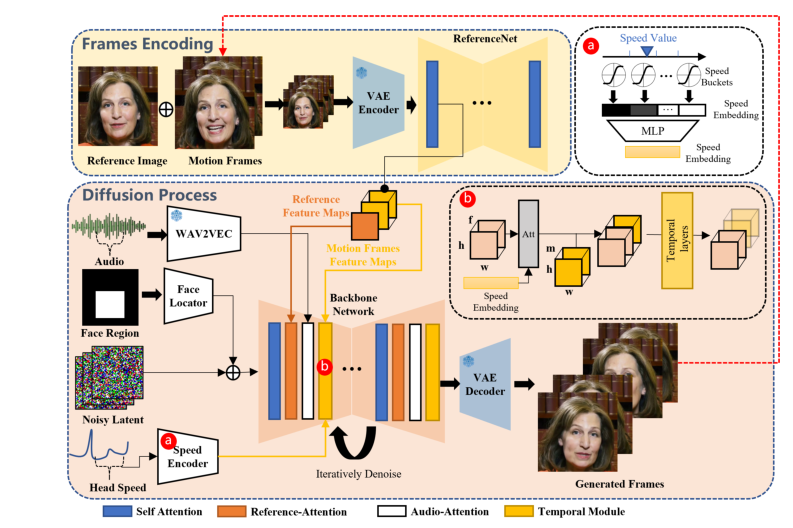 Frames Encoding
ReferenceNet
VAE
Encoder
Reference Image
Motion Frames
a
Speed Value
Speed
Buckets
Speed
Embedding
MLP
Speed
Embedding
Diffusion Process
Reference
Feature Maps
Motion Frames
Feature Maps
WAV2VEC
Audio
Face
Locator
Face Region
Backbone
Network
b
Noisy Latent
a
Speed
Encoder
Head Speed
Iteratively Denoise
VAE
Decoder
Generated Frames
b
f
h
w
Att
m
h
w
Speed
Embedding
Temporal
layers
Self Attention
Reference-Attention
Audio-Attention
Temporal Module